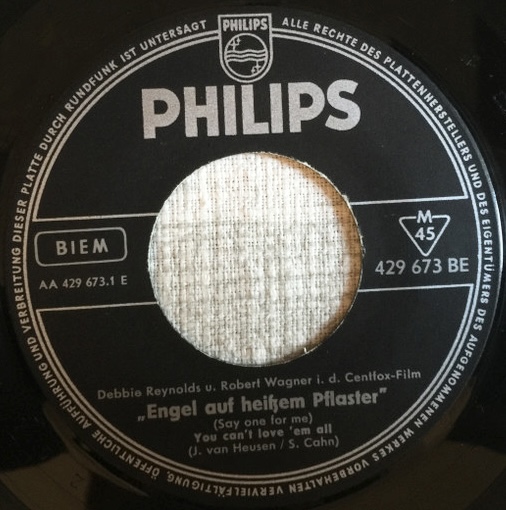 PHILIPS
PHILIPS
ALLE RECHTE DES PLATTENHERSTELLERS UND DES EIGENTÜMERS DES AUFGENOMMENEN WERKES VORBEHALTEN VERVIELFÄLTIGUNG, ÖFFENTLICHE AUFFÜHRUNG UND VERBREITUNG DIESER PLATTE DURCH RUNDFUNK IST UNTERSAGT
BIEM
AA 429 673.1 E
M
45
429 673 BE
Debbie Reynolds u. Robert Wagner i. d. Centfox-Film
„Engel auf heißem Pflaster"
(Say one for me)
You can't love 'em all
(J. van Heusen / S. Cahn)